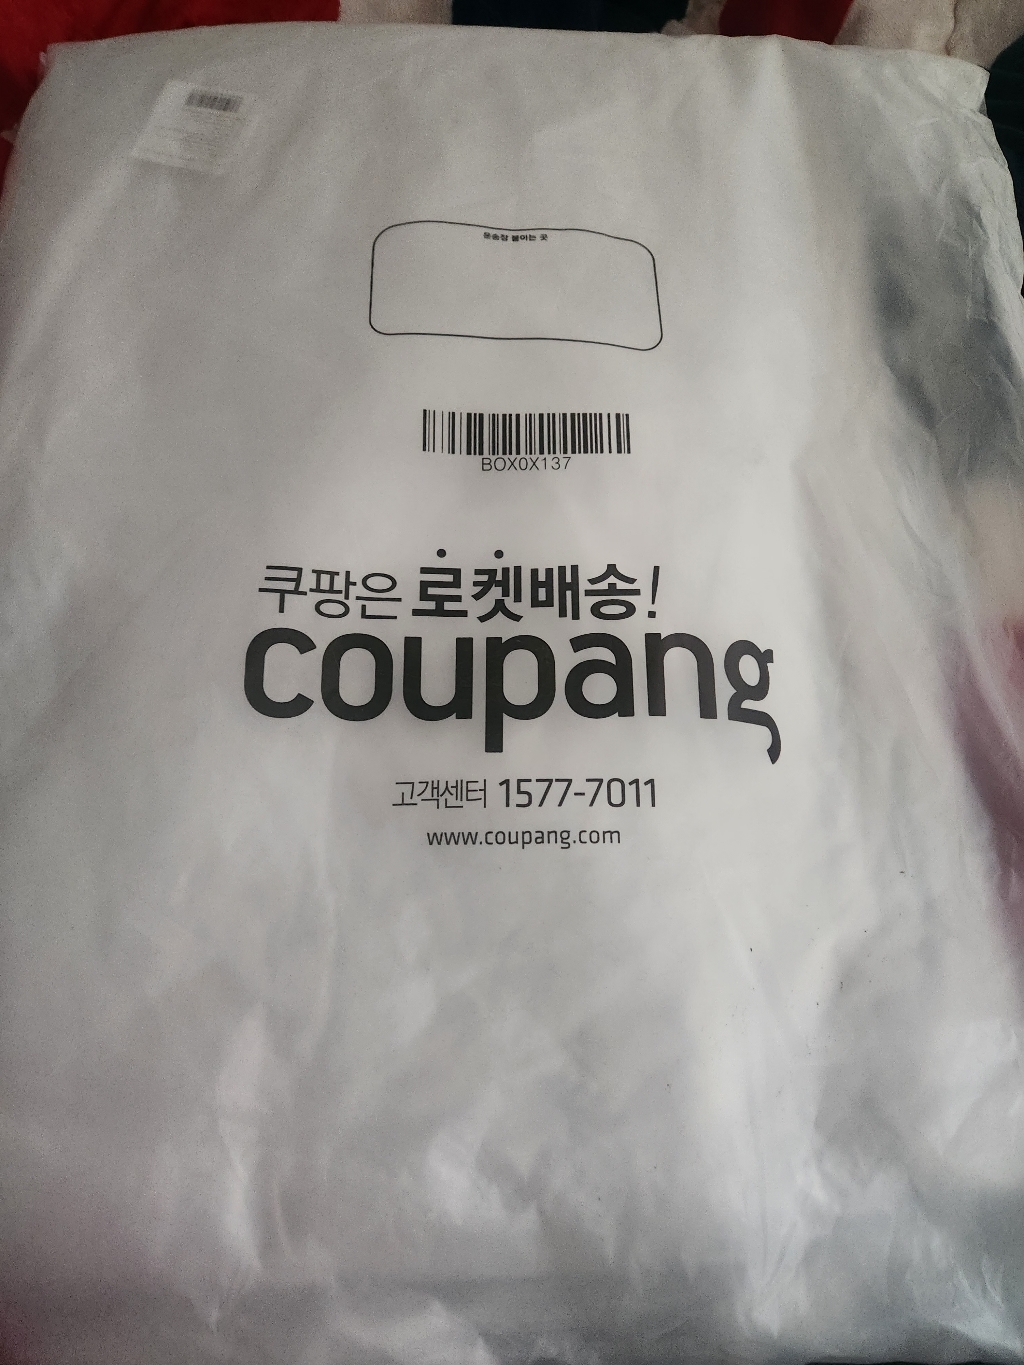 운송장 붙이는 곳
BOX0X137
쿠팡은 로켓배송!
coupang
고객센터 1577-7011
www.coupang.com